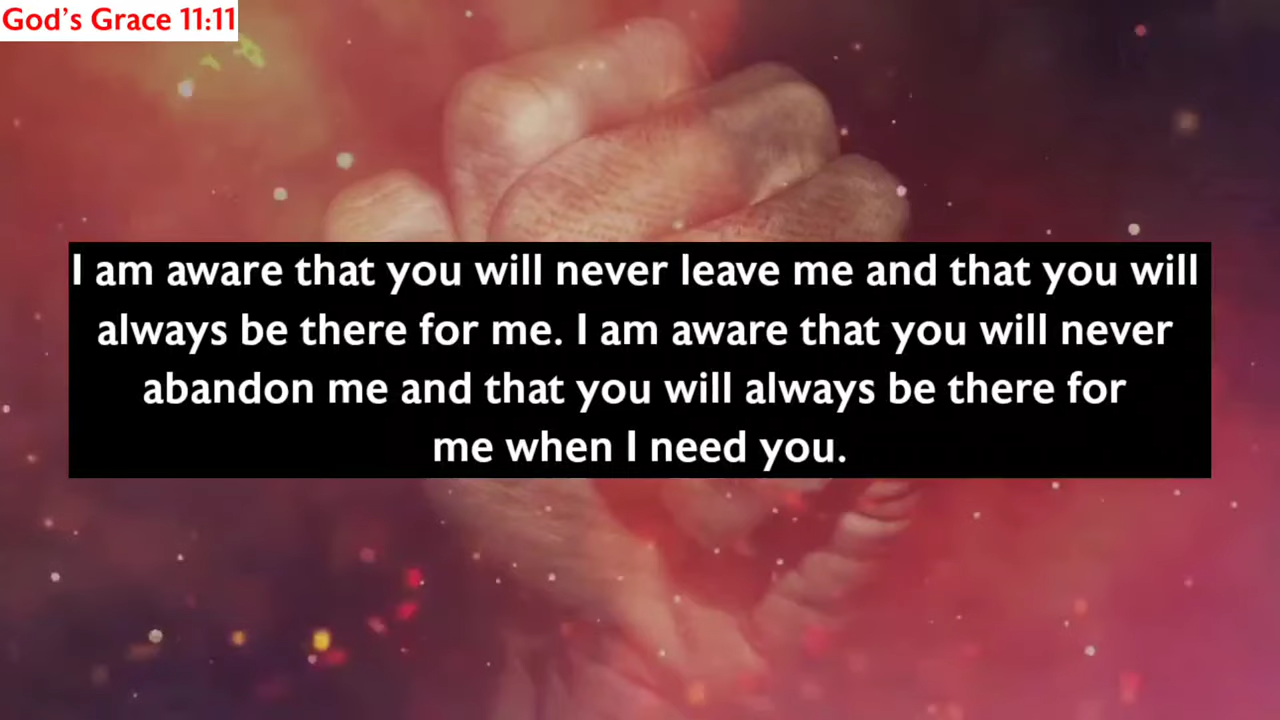 God's Grace 11:11
I am aware that you will never leave me and that you will
always be there for me. I am aware that you will never
abandon me and that you will always be there for
me when I need you.